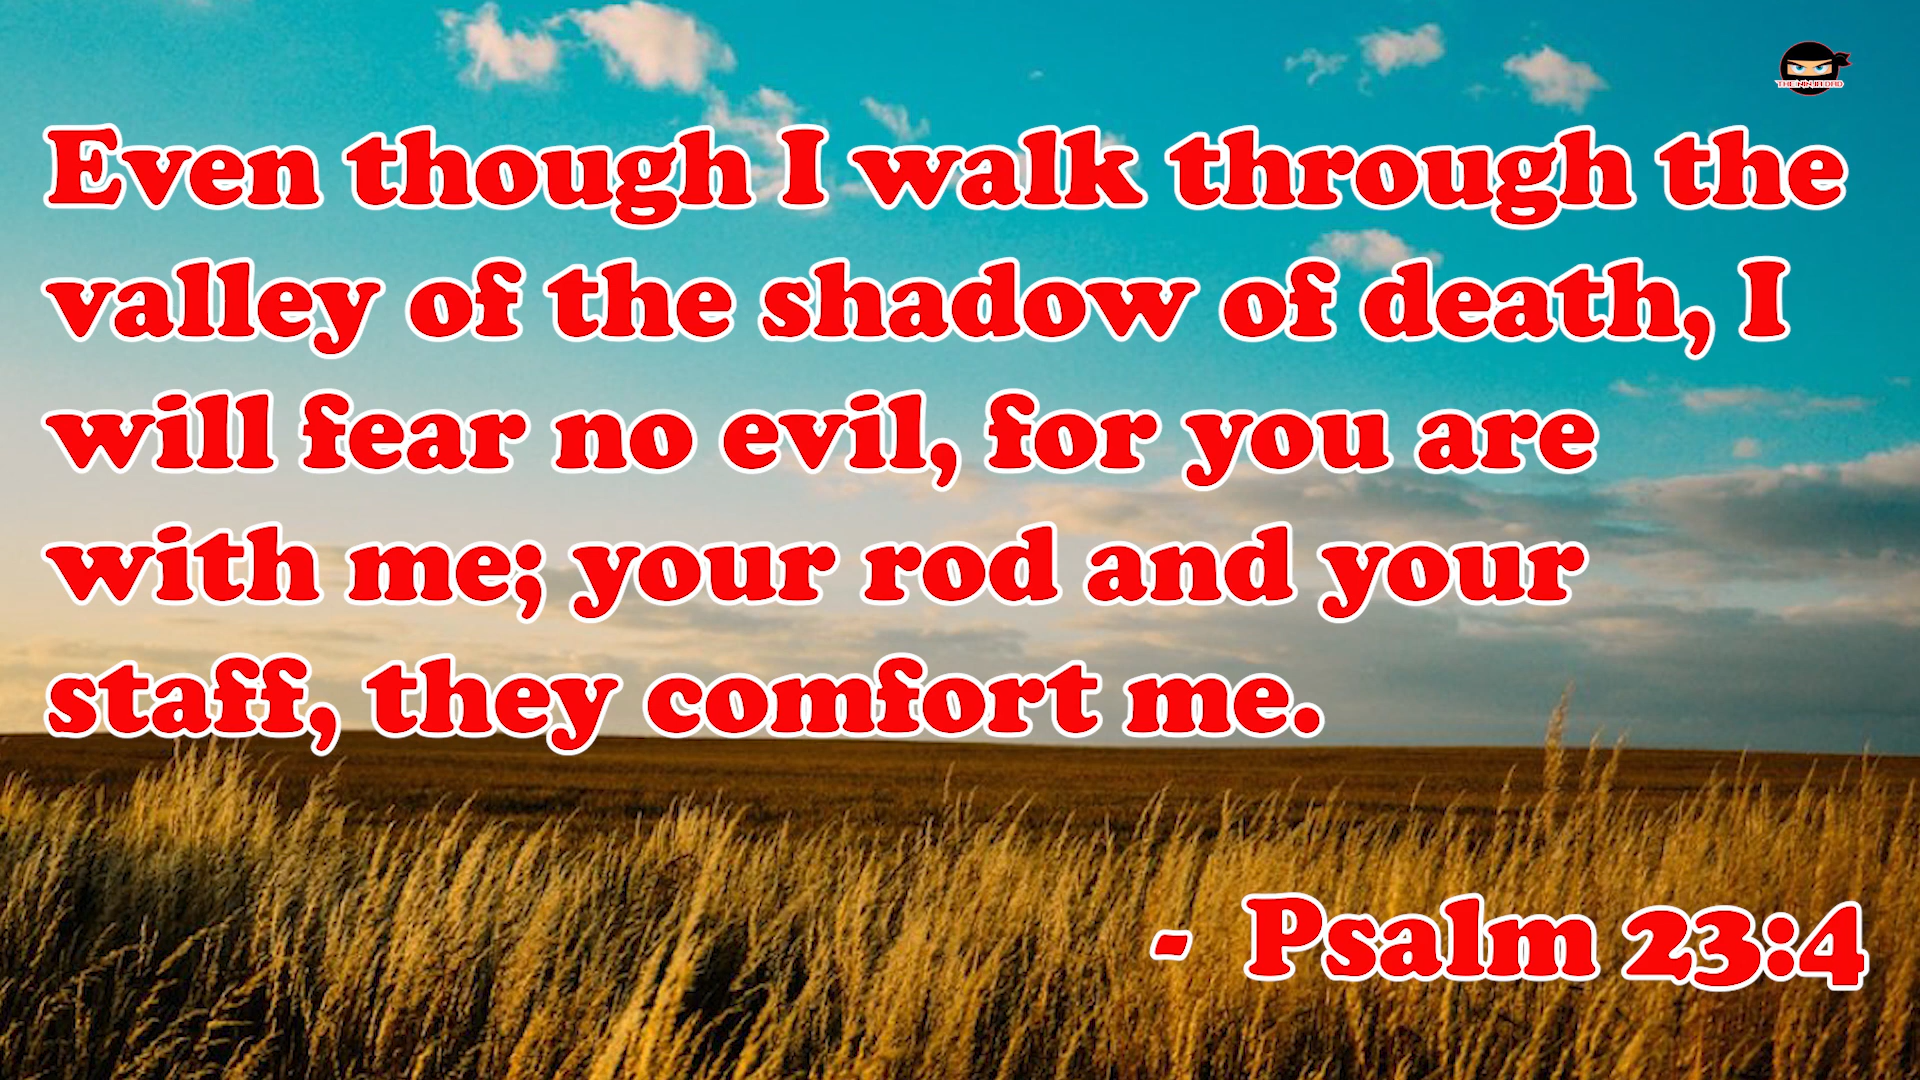 Even though I walk through the
valley of the shadow of death, I
will fear no evil, for you are
with me; your rod and your
staff, they comfort me.
- Psalm 23:4